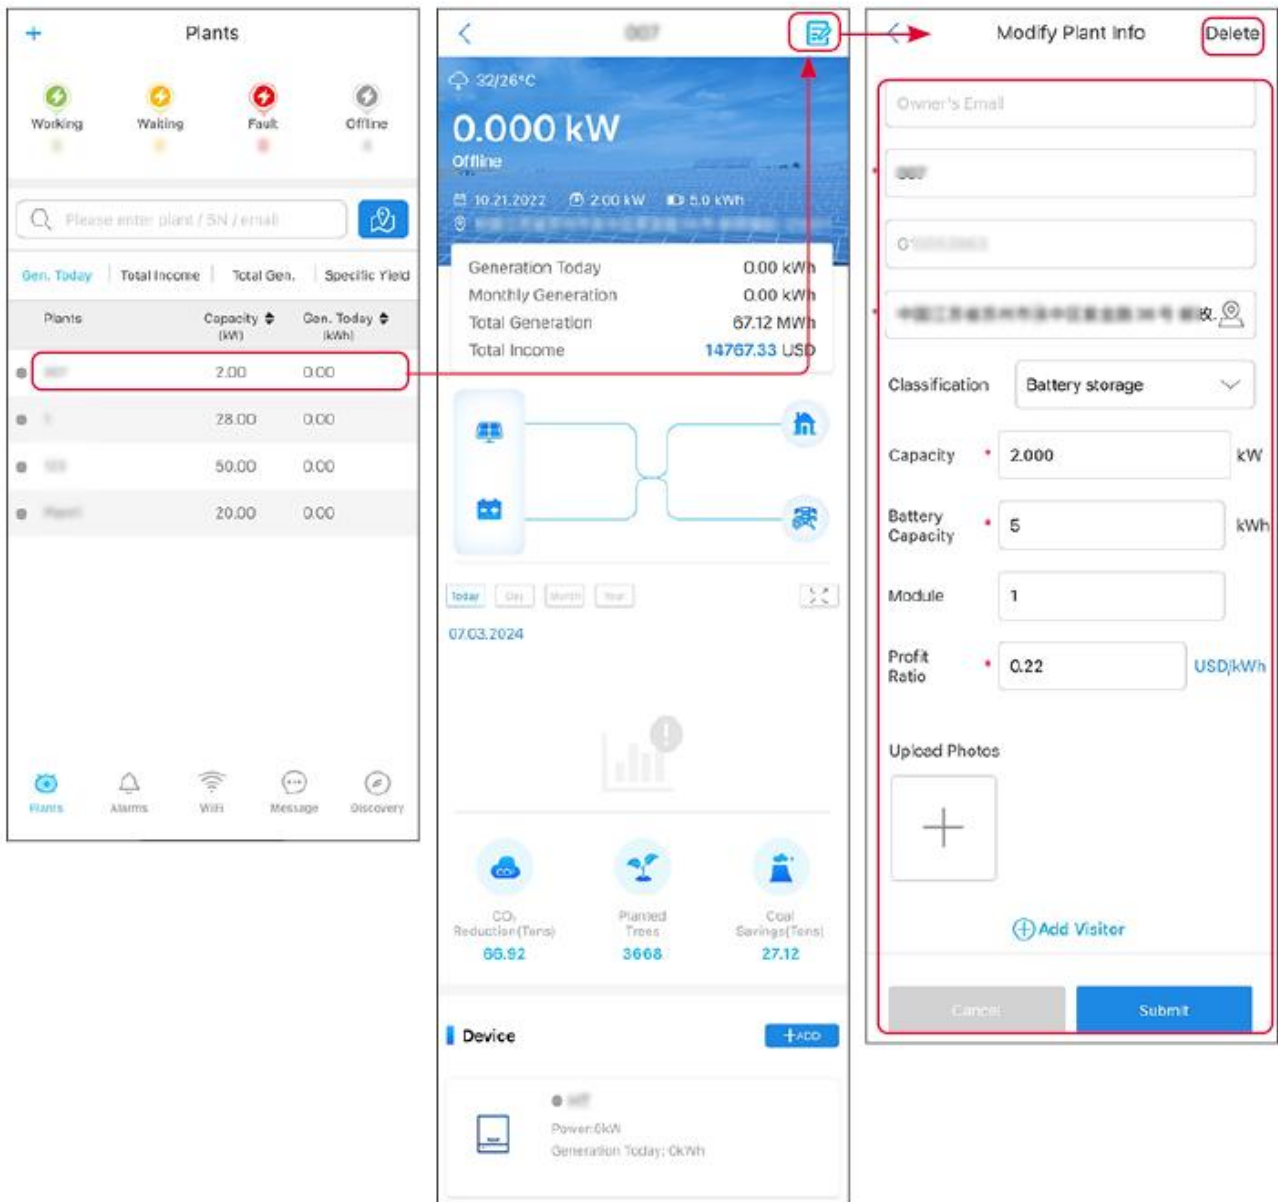 Plants
Working
Waiting
Fault
Offline
Please enter plant / SN / email
Gen. Today
Total Income
Total Gen.
Specific Yield
Plants
Capacity
(kW)
Gen. Today
(kWh)
2.00 0.00
28.00 0.00
50.00 0.00
20.00 0.00
Plants
Alarms
WiFi
Message
Discovery
007
32/26°C
0.000 kW
Offline
10.21.2022 2.00 kW 5.0 kWh
Generation Today 0.00 kWh
Monthly Generation 0.00 kWh
Total Generation 67.12 MWh
Total Income 14767.33 USD
Today Day Month Year
07.03.2024
CO₂
Reduction(Tons)
66.92
Planted
Trees
3668
Coal
Savings(Tons)
27.12
Device
+ADD
Power:0kW
Generation Today: 0kWh
Modify Plant Info
Delete
Owner's Email
007
Classification Battery storage
Capacity * 2.000 kW
Battery
Capacity * 5 kWh
Module 1
Profit
Ratio * 0.22 USD/kWh
Upload Photos
Add Visitor
Cancel
Submit